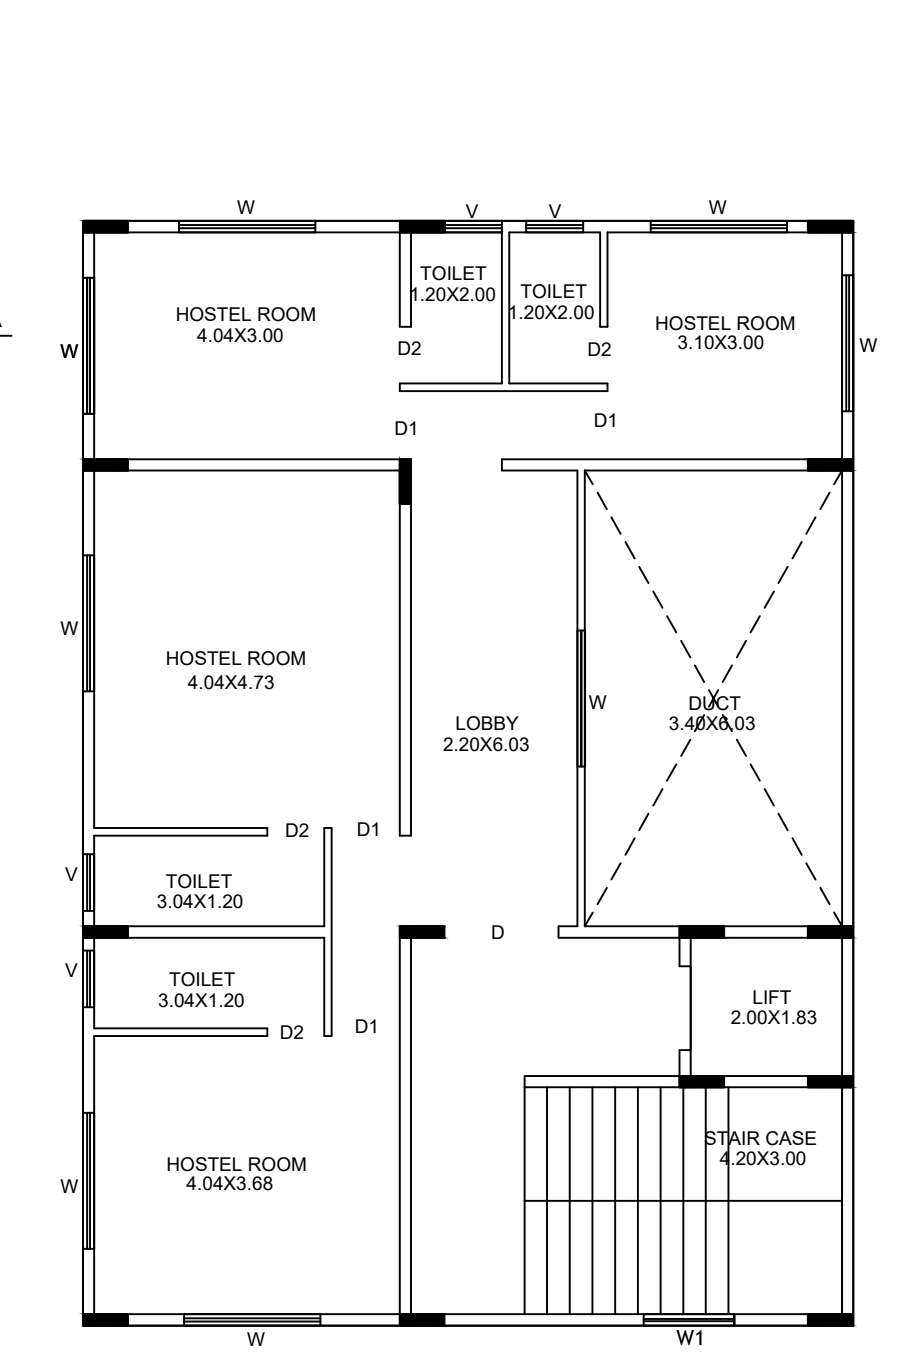 W
V
V
W
TOILET
1.20X2.00
TOILET
1.20X2.00
HOSTEL ROOM
4.04X3.00
HOSTEL ROOM
3.10X3.00
W
D2
D2
W
D1
D1
W
HOSTEL ROOM
4.04X4.73
W
DUCT
3.40X6.03
LOBBY
2.20X6.03
D2
D1
V
TOILET
3.04X1.20
D
V
TOILET
3.04X1.20
LIFT
2.00X1.83
D2
D1
STAIR CASE
4.20X3.00
HOSTEL ROOM
4.04X3.68
W
W
W1